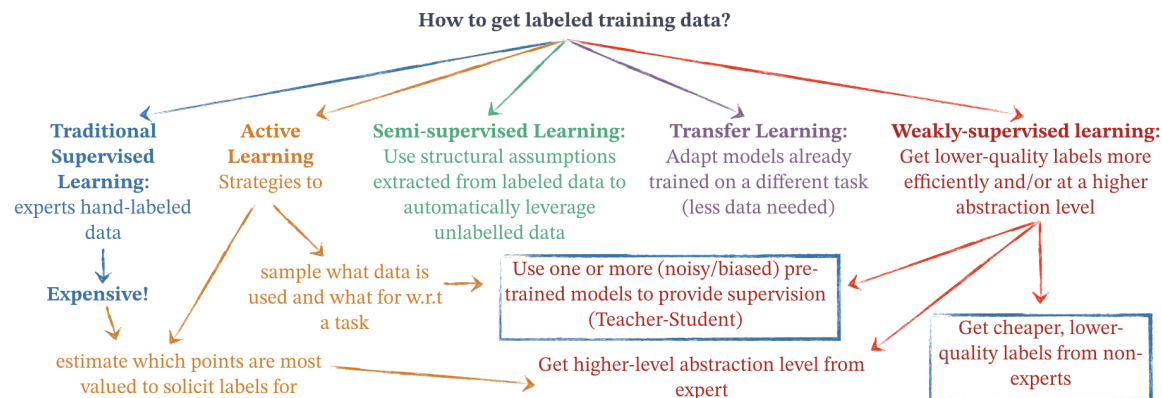 How to get labeled training data?
Traditional
Supervised
Learning:
experts hand-labeled
data
Expensive!
Active
Learning
Strategies to
sample what data is
used and what for w.r.t
a task
estimate which points are most
valued to solicit labels for
Semi-supervised Learning:
Use structural assumptions
extracted from labeled data to
automatically leverage
unlabelled data
Transfer Learning:
Adapt models already
trained on a different task
(less data needed)
Weakly-supervised learning:
Get lower-quality labels more
efficiently and/or at a higher
abstraction level
Use one or more (noisy/biased) pre-
trained models to provide supervision
(Teacher-Student)
Get higher-level abstraction level from
expert
Get cheaper, lower-
quality labels from non-
experts